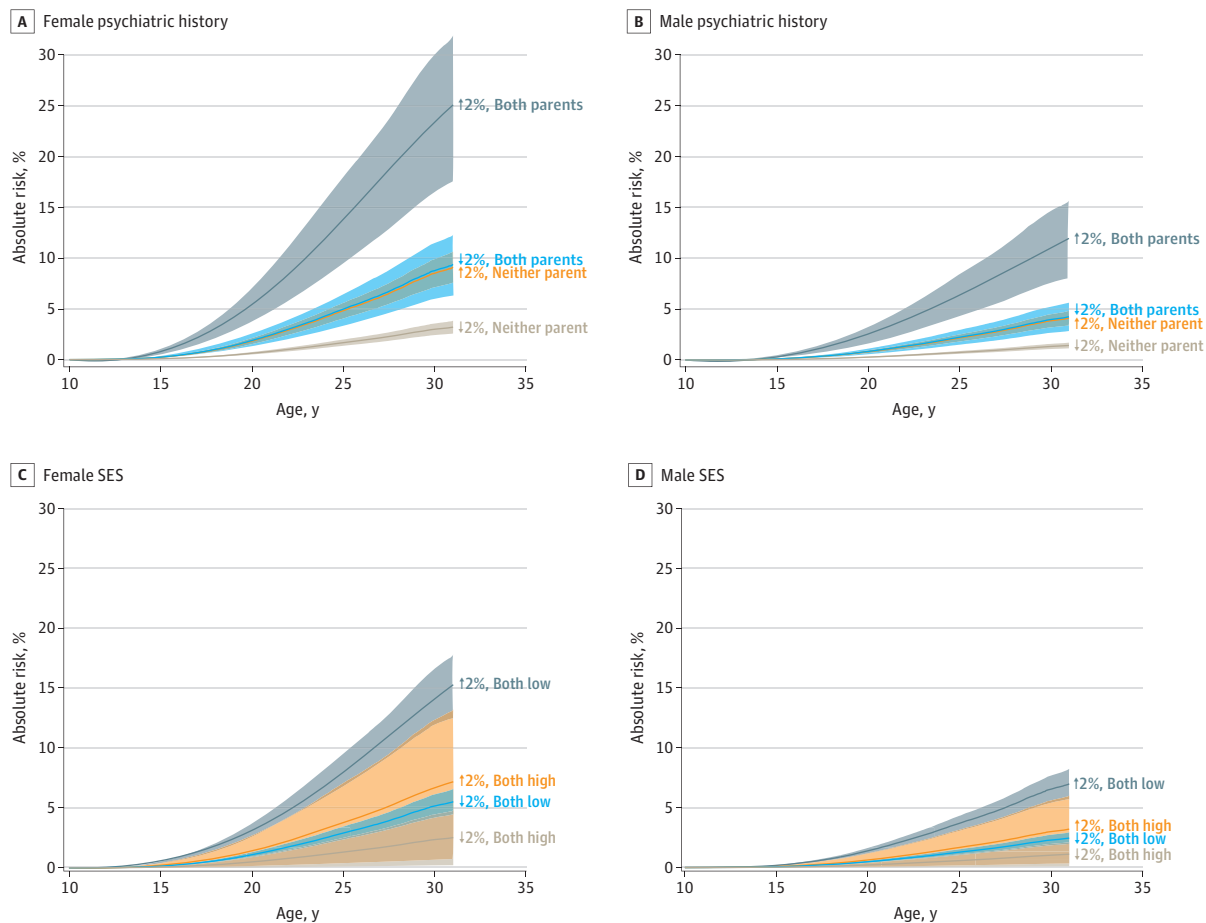 A Female psychiatric history
Absolute risk, %
30
25
20
15
10
5
0
↑2%, Both parents
↓2%, Both parents
↑2%, Neither parent
↓2%, Neither parent
10 15 20 25 30 35
Age, y
B Male psychiatric history
Absolute risk, %
30
25
20
15
10
5
0
↑2%, Both parents
↓2%, Both parents
↑2%, Neither parent
↓2%, Neither parent
10 15 20 25 30 35
Age, y
C Female SES
Absolute risk, %
30
25
20
15
10
5
0
↑2%, Both low
↑2%, Both high
↓2%, Both low
↓2%, Both high
10 15 20 25 30 35
Age, y
D Male SES
Absolute risk, %
30
25
20
15
10
5
0
↑2%, Both low
↑2%, Both high
↓2%, Both low
↓2%, Both high
10 15 20 25 30 35
Age, y